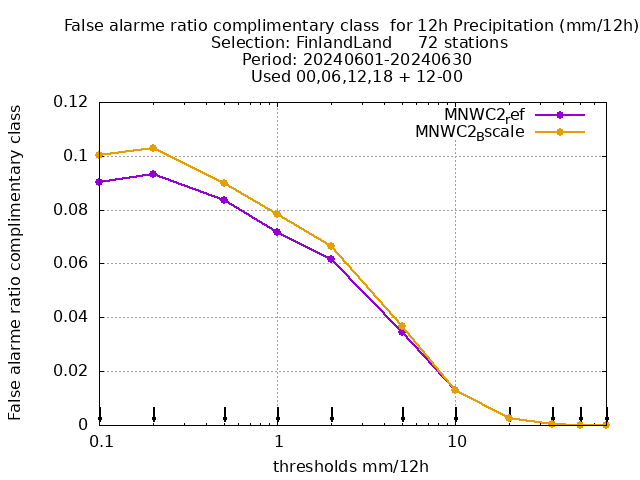 False alarme ratio complimentary class  for 12h Precipitation (mm/12h)
Selection: FinlandLand     72 stations
Period: 20240601-20240630
Used 00,06,12,18 + 12-00
False alarme ratio complimentary class
0.12
0.1
0.08
0.06
0.04
0.02
0
MNWC2ref
MNWC2Bscale
0.1
1
10
thresholds mm/12h